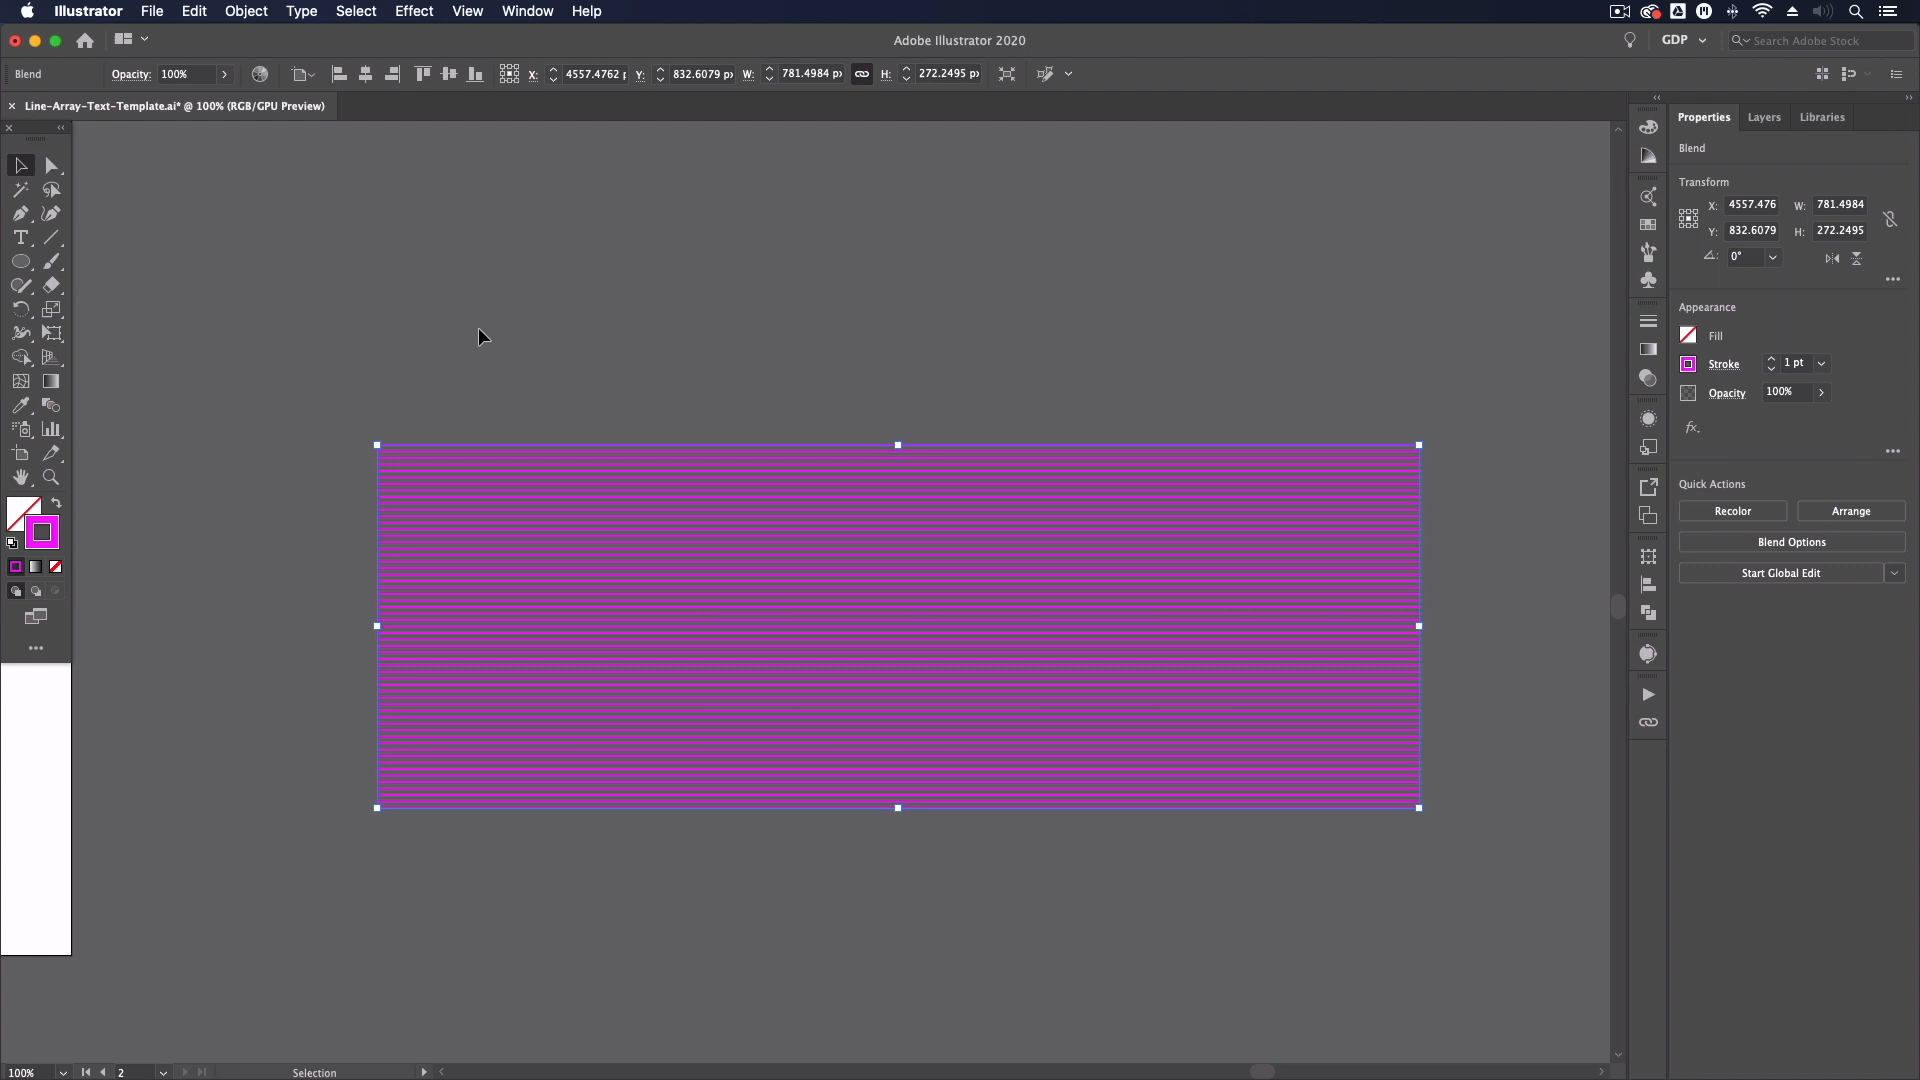 Illustrator File Edit Object Type Select Effect View Window Help
Adobe Illustrator 2020
GDP
Search Adobe Stock
Blend
Opacity: 100%
X: 4557.4762 p
Y: 832.6079 px
W: 781.4984 px
H: 272.2495 px
Line-Array-Text-Template.ai* @ 100% (RGB/GPU Preview)
Properties Layers Libraries
Blend
Transform
X: 4557.476 W: 781.4984
Y: 832.6079 H: 272.2495
0°
Appearance
Fill
Stroke 1 pt
Opacity 100%
fx.
Quick Actions
Recolor Arrange
Blend Options
Start Global Edit
100% 2 Selection